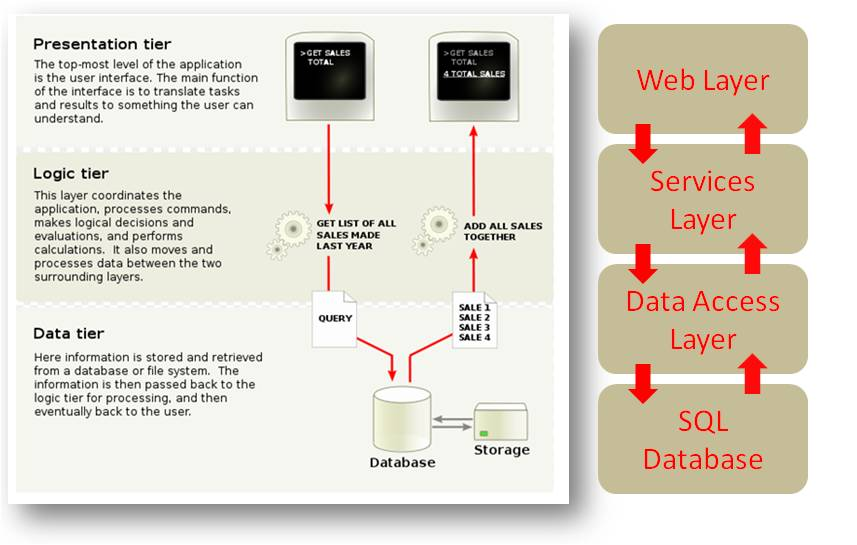 Presentation tier
The top-most level of the application
is the user interface. The main function
of the interface is to translate tasks
and results to something the user can
understand.
>GET SALES
TOTAL
>GET SALES
TOTAL
4 TOTAL SALES
Logic tier
This layer coordinates the
application, processes commands,
makes logical decisions and
evaluations, and performs
calculations.  It also moves and
processes data between the two
surrounding layers.
GET LIST OF ALL
SALES MADE
LAST YEAR
ADD ALL SALES
TOGETHER
QUERY
SALE 1
SALE 2
SALE 3
SALE 4
Data tier
Here information is stored and retrieved
from a database or file system.  The
information is then passed back to the
logic tier for processing, and then
eventually back to the user.
Database
Storage
Web Layer
Services
Layer
Data Access
Layer
SQL
Database